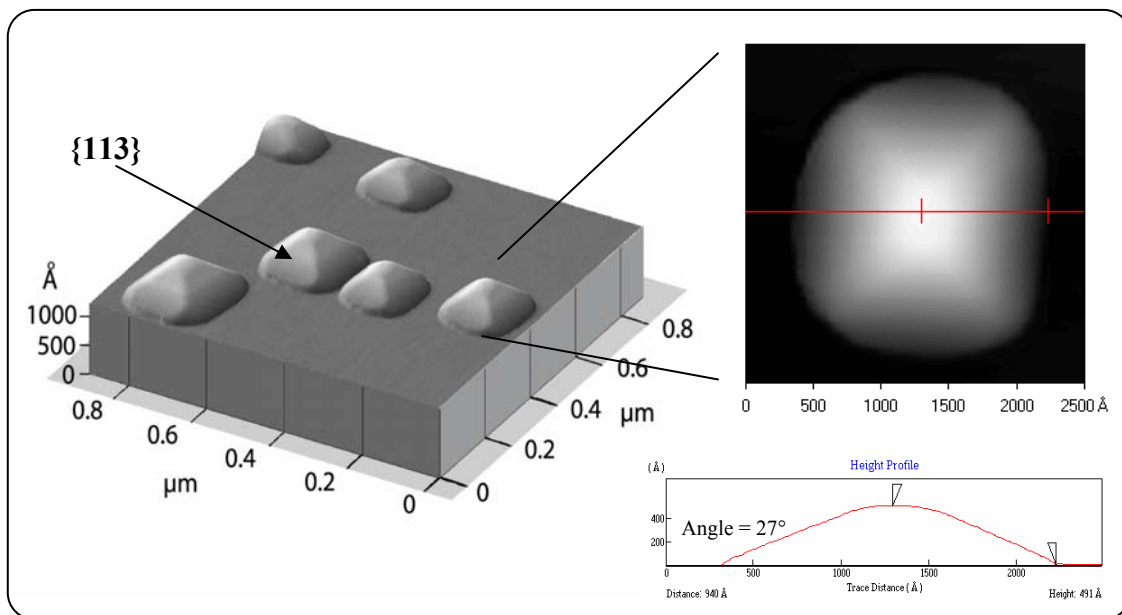 {113}
Å
1000
500
0
0.8
0.6
0.4
0.2
0
µm
0
0.2
0.4
0.6
0.8
µm
0 500 1000 1500 2000 2500 Å
Height Profile
(Å)
400
200
Angle = 27°
0 500 1000 1500 2000
Trace Distance (Å)
Distance: 940 Å Height: 491 Å